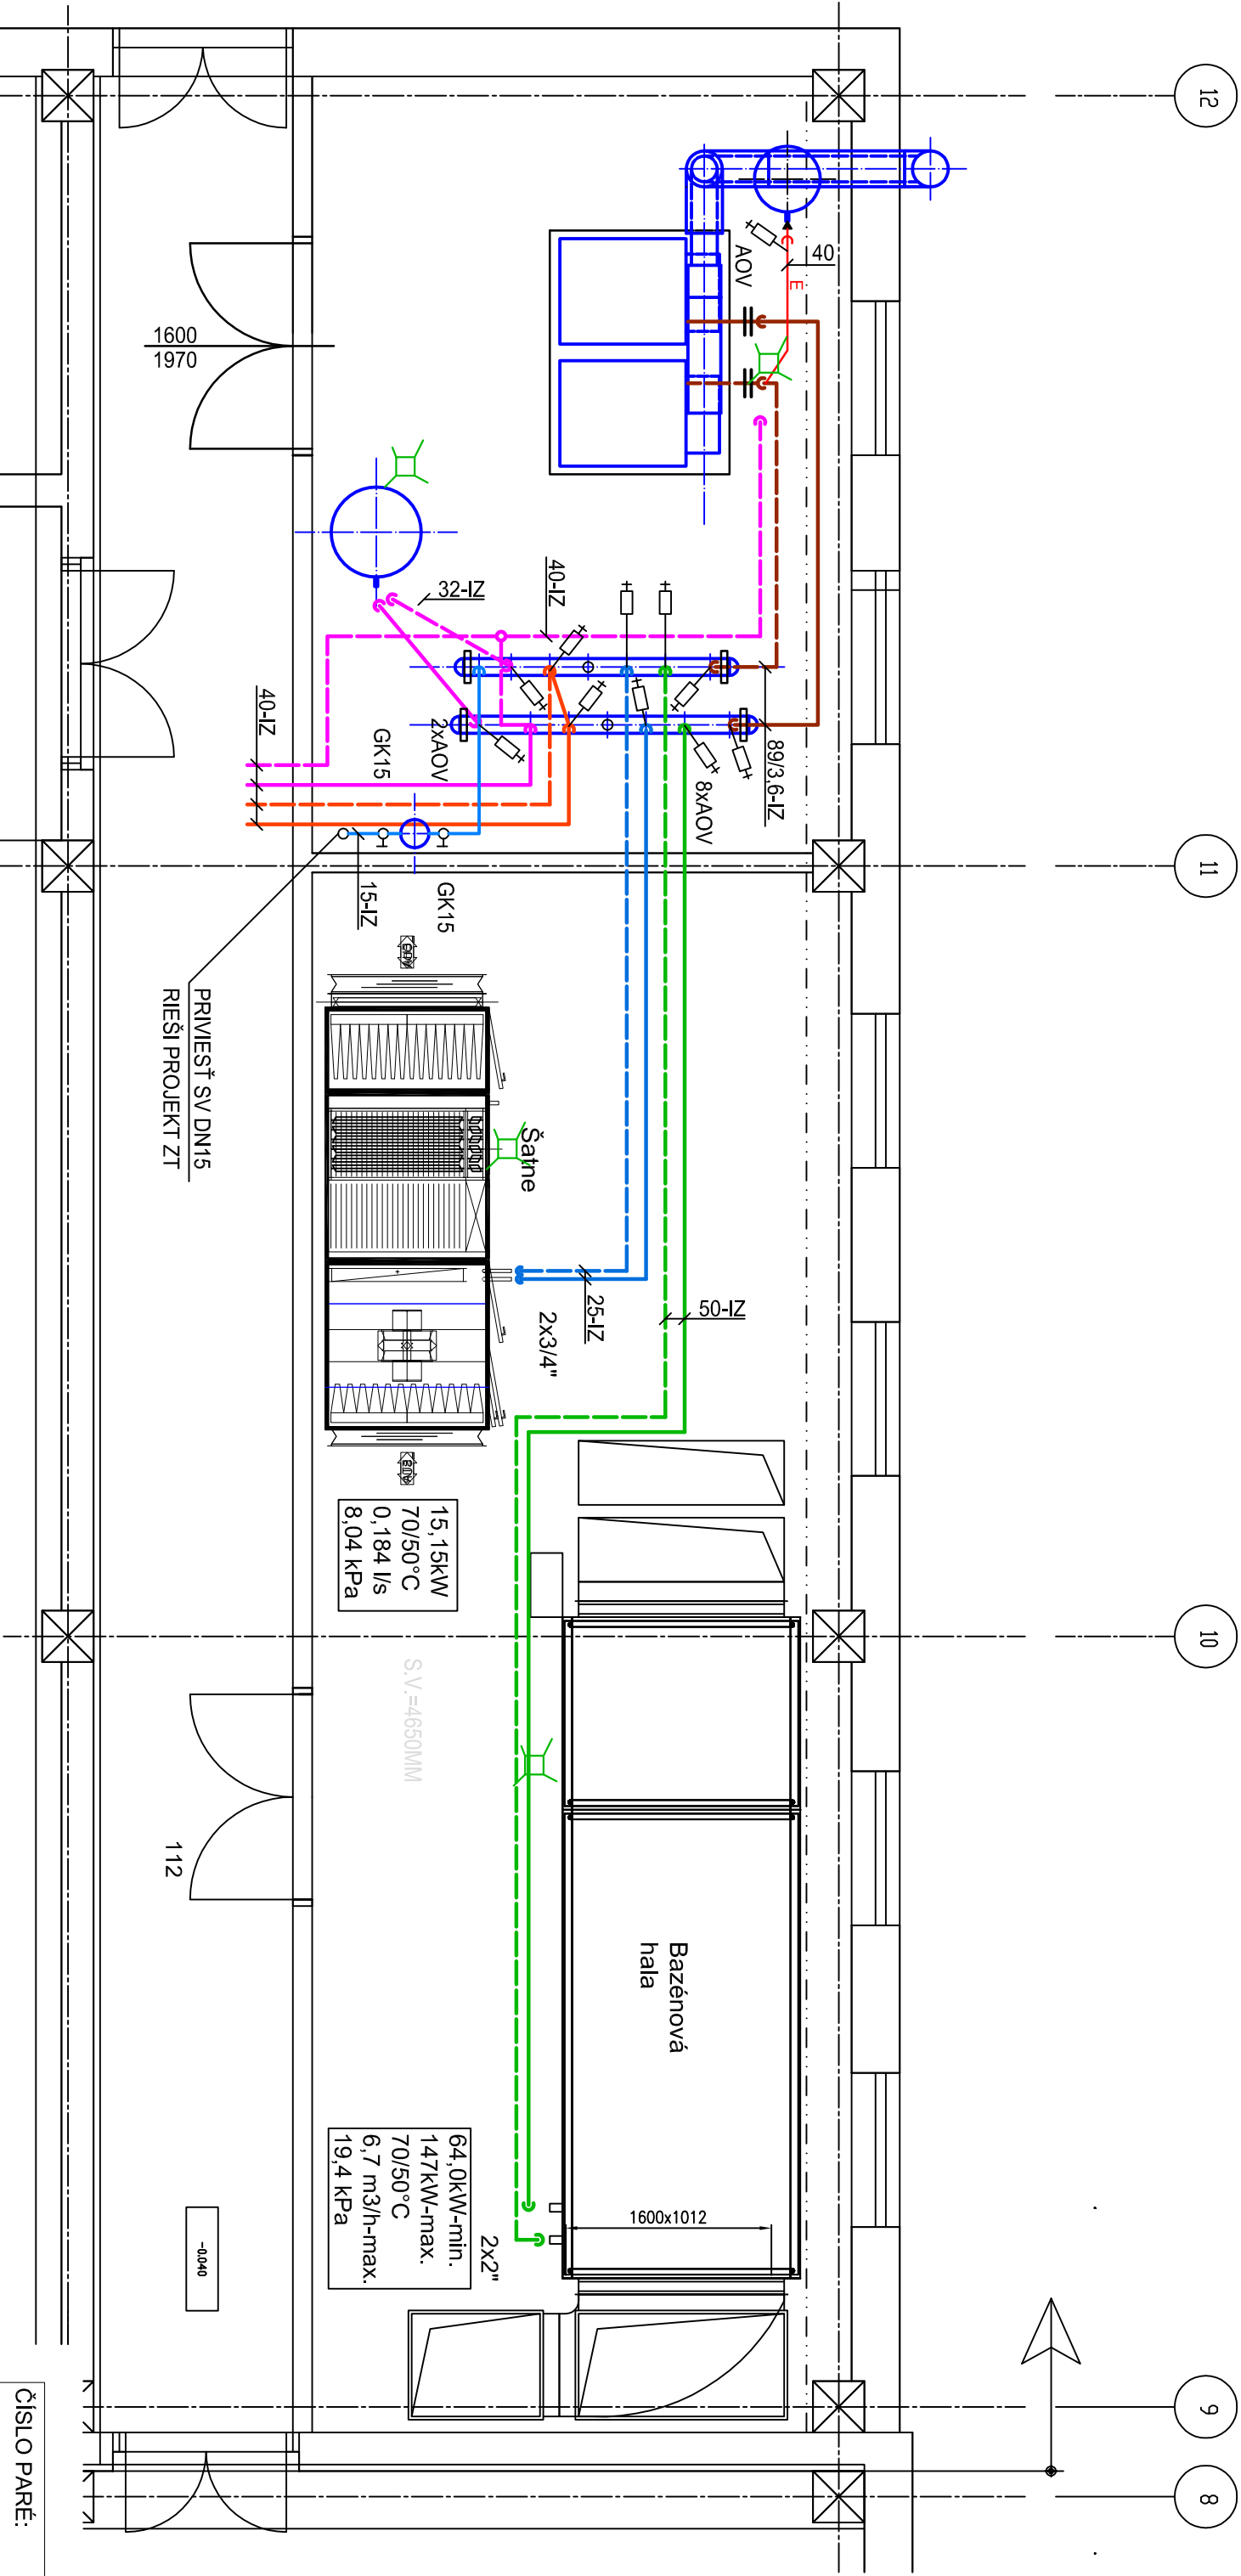 12
11
10
9
8
40
E
AOV
1600
1970
32-IZ
40-IZ
40-IZ
89/3,6-IZ
8xAOV
2xAOV
GK15
GK15
15-IZ
PRIVIESŤ SV DN15
RIEŠI PROJEKT ZT
Šatne
25-IZ
2x3/4"
50-IZ
15,15kW
70/50°C
0,184 l/s
8,04 kPa
S.V.=4650MM
112
Bazénová
hala
1600x1012
2x2"
64,0kW-min.
147kW-max.
70/50°C
6,7 m3/h-max.
19,4 kPa
-0.040
ČÍSLO PARÉ: